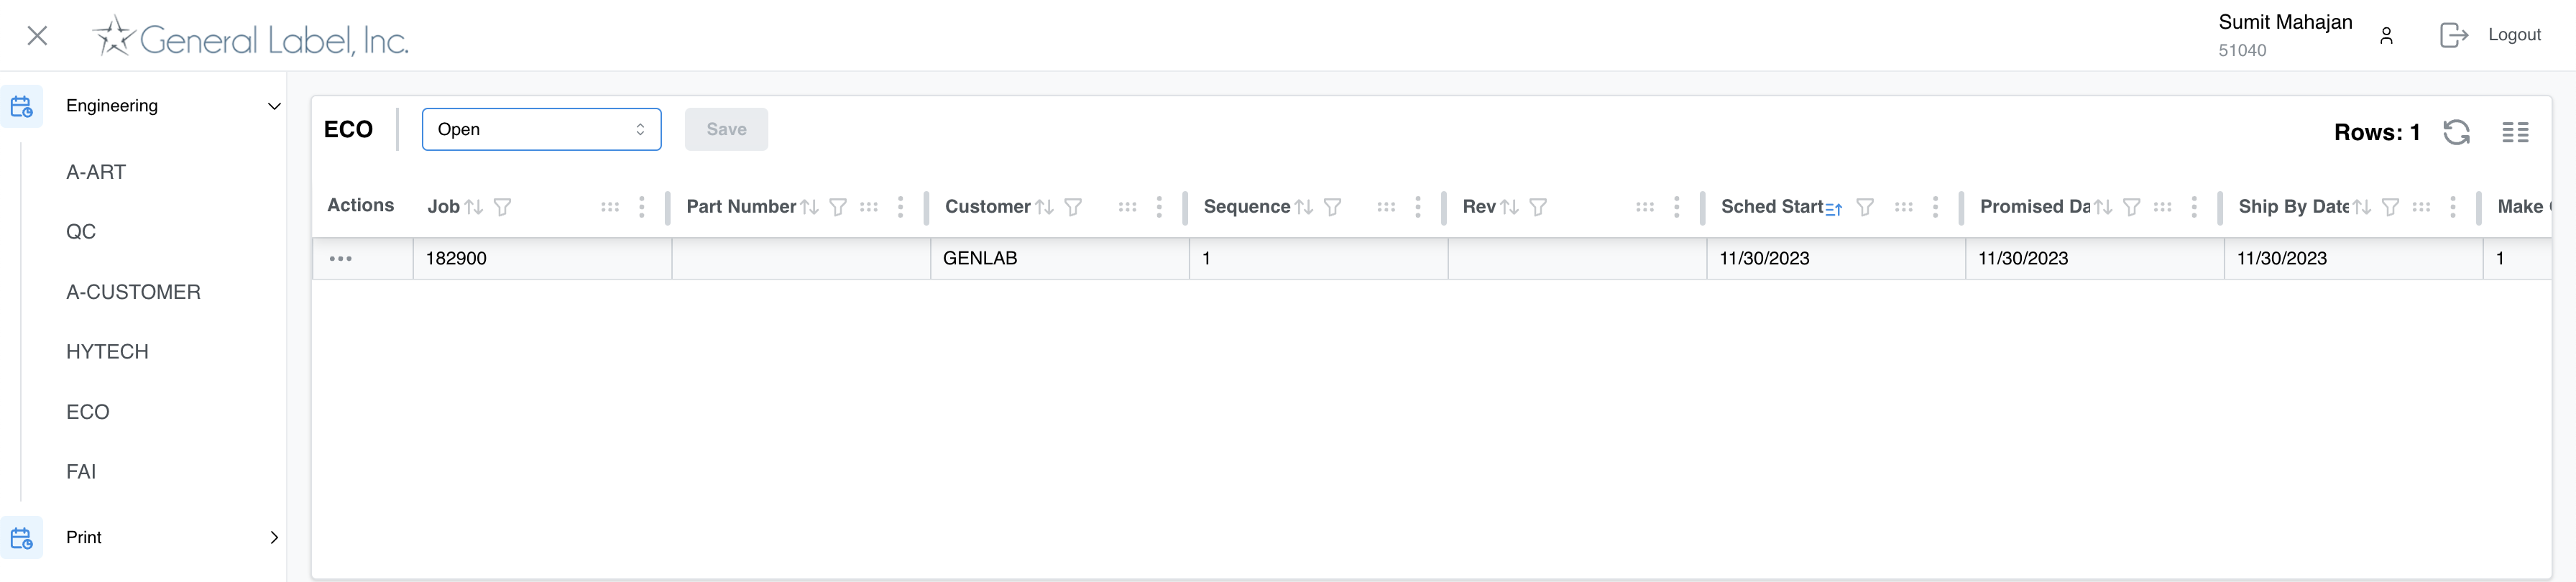 General Label, Inc.
Sumit Mahajan
51040
Logout
Engineering
A-ART
QC
A-CUSTOMER
HYTECH
ECO
FAI
Print
ECO
Open
Save
Rows: 1
Actions Job Part Number Customer Sequence Rev Sched Start Promised Da Ship By Date Make
182900 GENLAB 1 11/30/2023 11/30/2023 11/30/2023 1